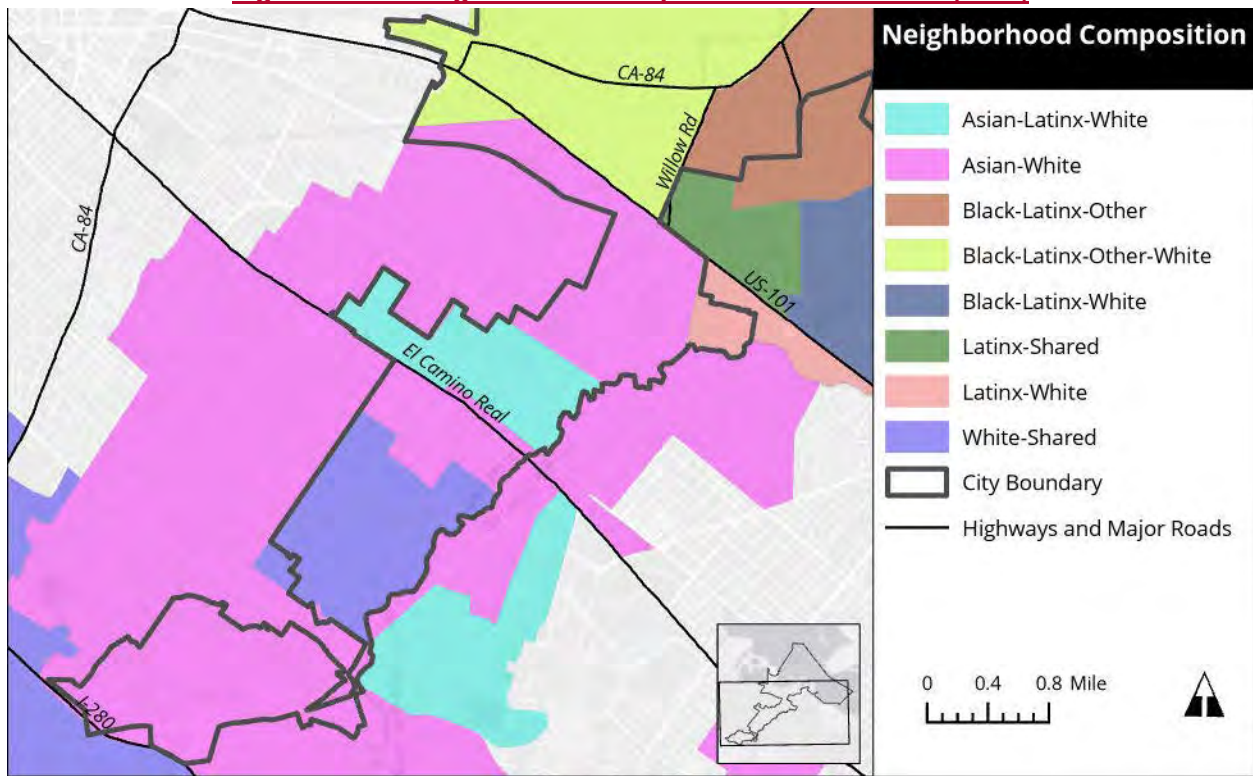 CA-84
Willow Rd
CA-84
US-101
El Camino Real
I-280
Neighborhood Composition
Asian-Latinx-White
Asian-White
Black-Latinx-Other
Black-Latinx-Other-White
Black-Latinx-White
Latinx-Shared
Latinx-White
White-Shared
City Boundary
Highways and Major Roads
0 0.4 0.8 Mile